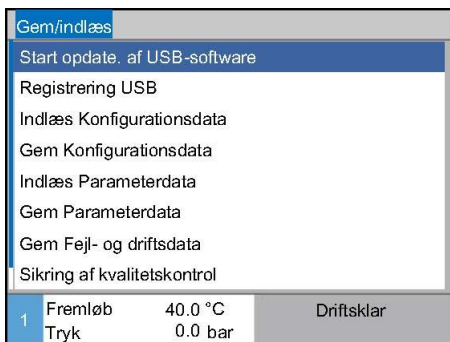 Gem/indlæs
Start opdate. af USB-software
Registrering USB
Indlæs Konfigurationsdata
Gem Konfigurationsdata
Indlæs Parameterdata
Gem Parameterdata
Gem Fejl- og driftsdata
Sikring af kvalitetskontrol
1 Fremløb 40.0 °C Driftsklar
Tryk 0.0 bar